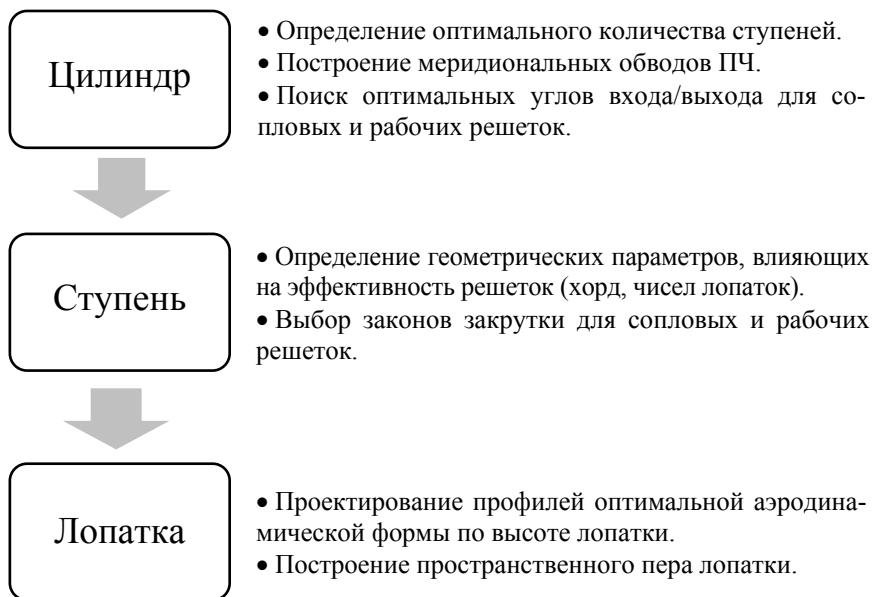 Цилиндр
• Определение оптимального количества ступеней.
• Построение меридиональных обводов ПЧ.
• Поиск оптимальных углов входа/выхода для со-
пловых и рабочих решеток.
Ступень
• Определение геометрических параметров, влияющих
на эффективность решеток (хорд, чисел лопаток).
• Выбор законов закрутки для сопловых и рабочих
решеток.
Лопатка
• Проектирование профилей оптимальной аэродина-
мической формы по высоте лопатки.
• Построение пространственного пера лопатки.